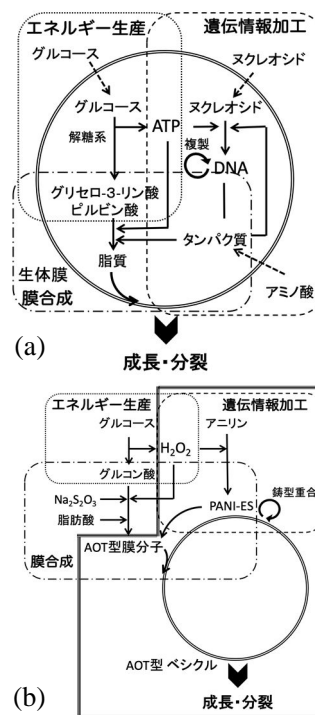 エネルギー生産
遺伝情報加工
グルコース
ヌクレオシド
グルコース
ATP
ヌクレオシド
解糖系
複製
DNA
グリセロ-3-リン酸
ピルビン酸
タンパク質
脂質
生体膜
膜合成
アミノ酸
(a)
成長・分裂
エネルギー生産
遺伝情報加工
グルコース
アニリン
H₂O₂
グルコン酸
Na₂S₂O₃
脂肪酸
PANI-ES
鋳型重合
AOT型膜分子
膜合成
AOT型 ベシクル
(b)
成長・分裂